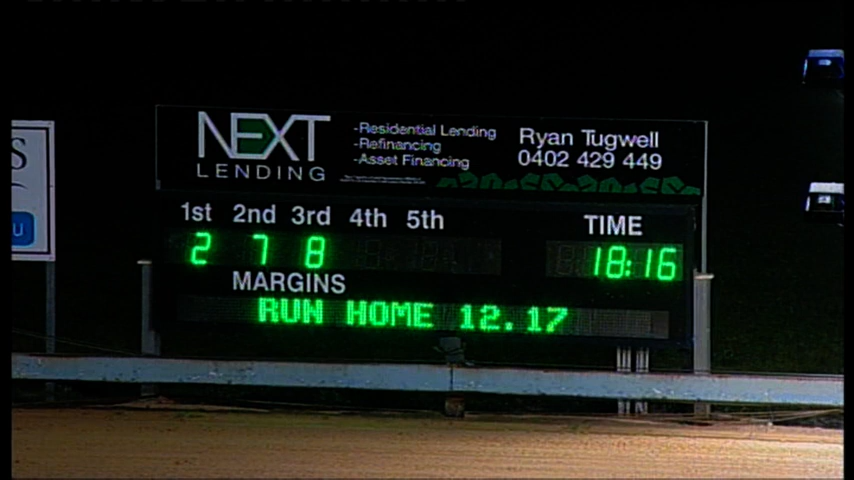 NEXT
LENDING
-Residential Lending
-Refinancing
-Asset Financing
Ryan Tugwell
0402 429 449
1st 2nd 3rd 4th 5th TIME
2 7 8 18:16
MARGINS
RUN HOME 12.17
S
u